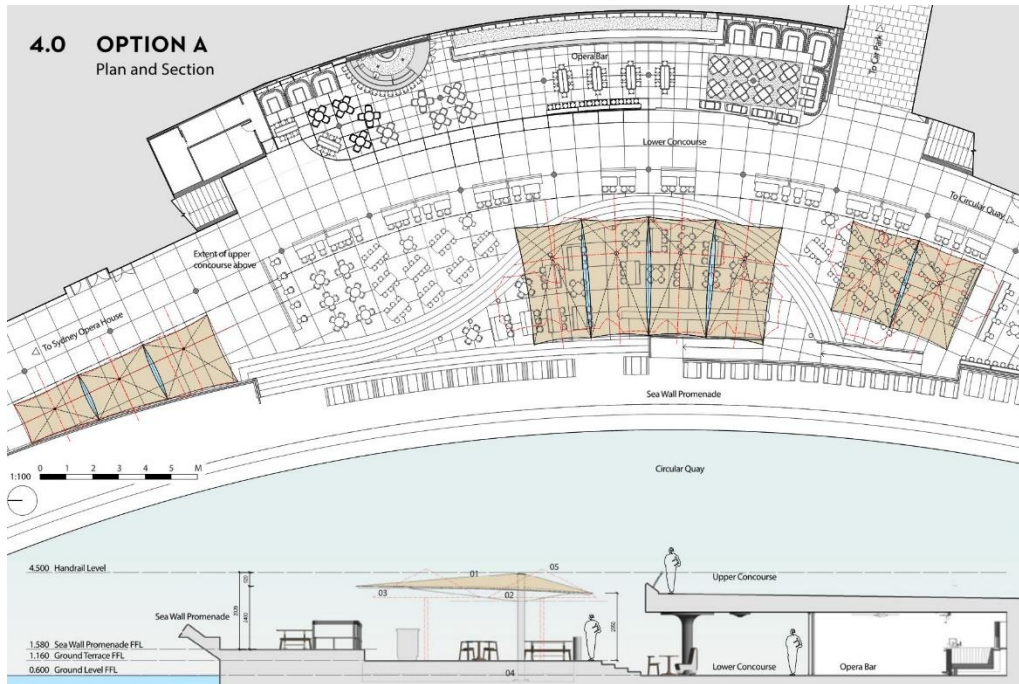 4.0 OPTION A
Plan and Section
Opera Bar
To Car Park
Lower Concourse
To Circular Quay
Extent of upper
concourse above
To Sydney Opera House
Sea Wall Promenade
1:100 0 1 2 3 4 5 M
Circular Quay
4.500 Handrail Level
01
05
Upper Concourse
03
02
Sea Wall Promenade
1.580 Sea Wall Promenade FFL
1.160 Ground Terrace FFL
0.600 Ground Level FFL
04
Lower Concourse
Opera Bar